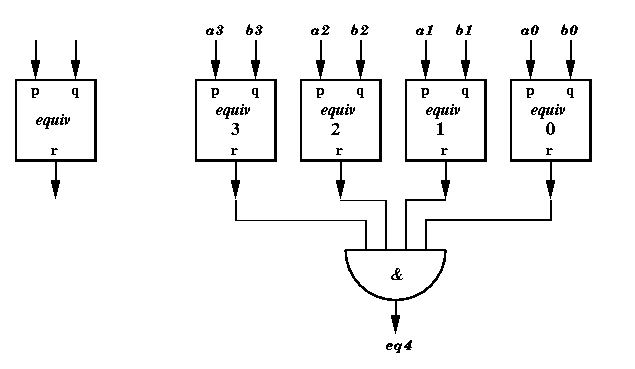 a3 b3 a2 b2 a1 b1 a0 b0
p q p q p q p q p q
equiv equiv equiv equiv equiv
3 2 1 0
r r r r r
&
eq4